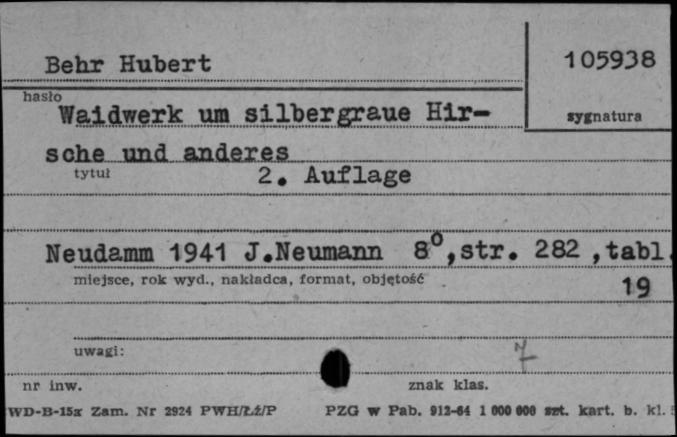 Behr Hubert
105938
hasło
Waidwerk um silbergraue Hir-
sygnatura
sche und anderes
tytuł
2. Auflage
Neudamm 1941 J.Neumann 8⁰,str. 282 ,tabl.
miejsce, rok wyd., nakładca, format, objętość
19
uwagi:
7
nr inw.
znak klas.
WD-B-15x Zam. Nr 2924 PWH/Łż/P PZG w Pab. 912-64 1 000 000 szt. kart. b. kl.